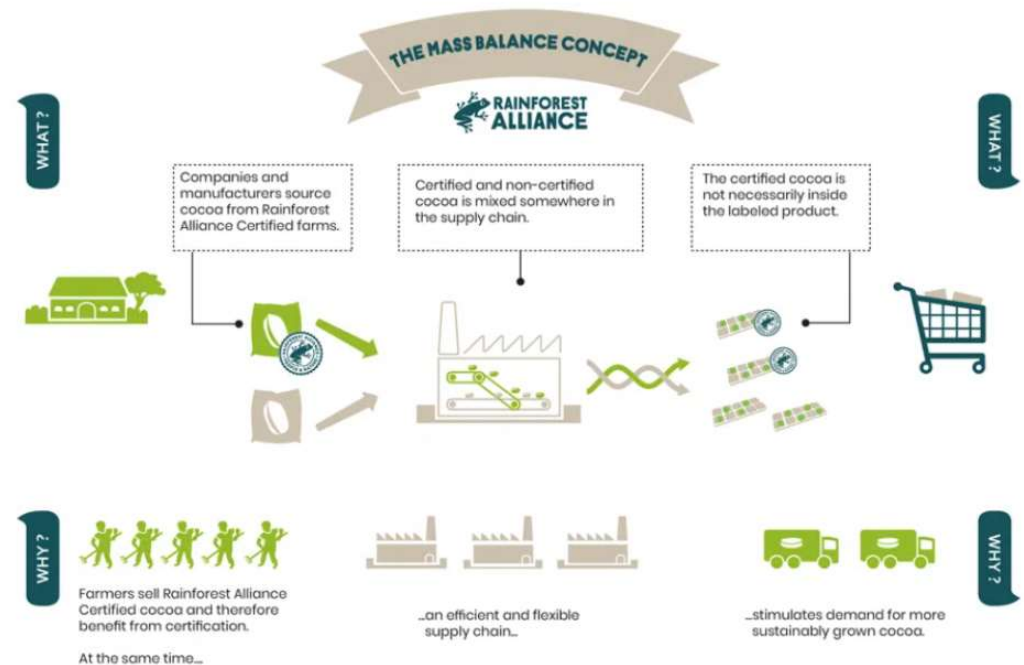 THE MASS BALANCE CONCEPT
RAINFOREST
ALLIANCE
WHAT?
WHAT?
Companies and
manufacturers source
cocoa from Rainforest
Alliance Certified farms.
Certified and non-certified
cocoa is mixed somewhere in
the supply chain.
The certified cocoa is
not necessarily inside
the labeled product.
WHY?
WHY?
Farmers sell Rainforest Alliance
Certified cocoa and therefore
benefit from certification.
At the same time...
...an efficient and flexible
supply chain...
...stimulates demand for more
sustainably grown cocoa.